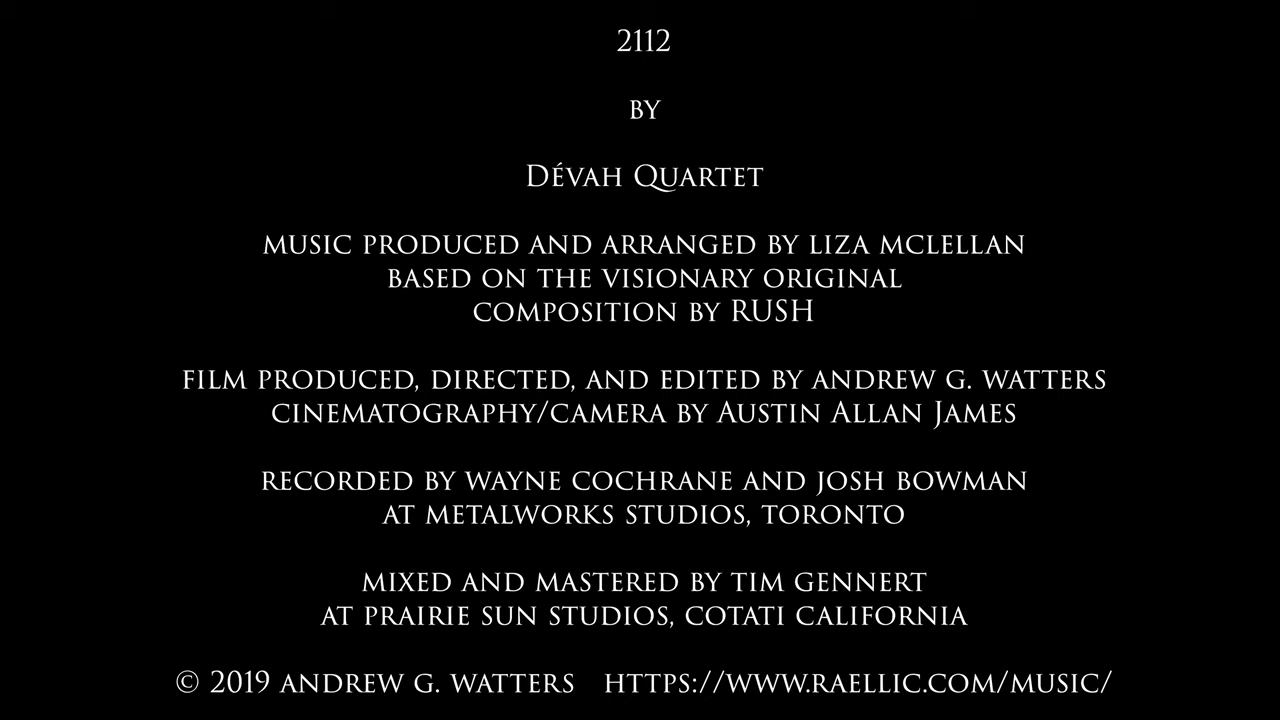 2112
BY
DÉVAH QUARTET
MUSIC PRODUCED AND ARRANGED BY LIZA MCLELLAN
BASED ON THE VISIONARY ORIGINAL
COMPOSITION BY RUSH
FILM PRODUCED, DIRECTED, AND EDITED BY ANDREW G. WATTERS
CINEMATOGRAPHY/CAMERA BY AUSTIN ALLAN JAMES
RECORDED BY WAYNE COCHRANE AND JOSH BOWMAN
AT METALWORKS STUDIOS, TORONTO
MIXED AND MASTERED BY TIM GENNERT
AT PRAIRIE SUN STUDIOS, COTATI CALIFORNIA
© 2019 ANDREW G. WATTERS HTTPS://WWW.RAELLIC.COM/MUSIC/